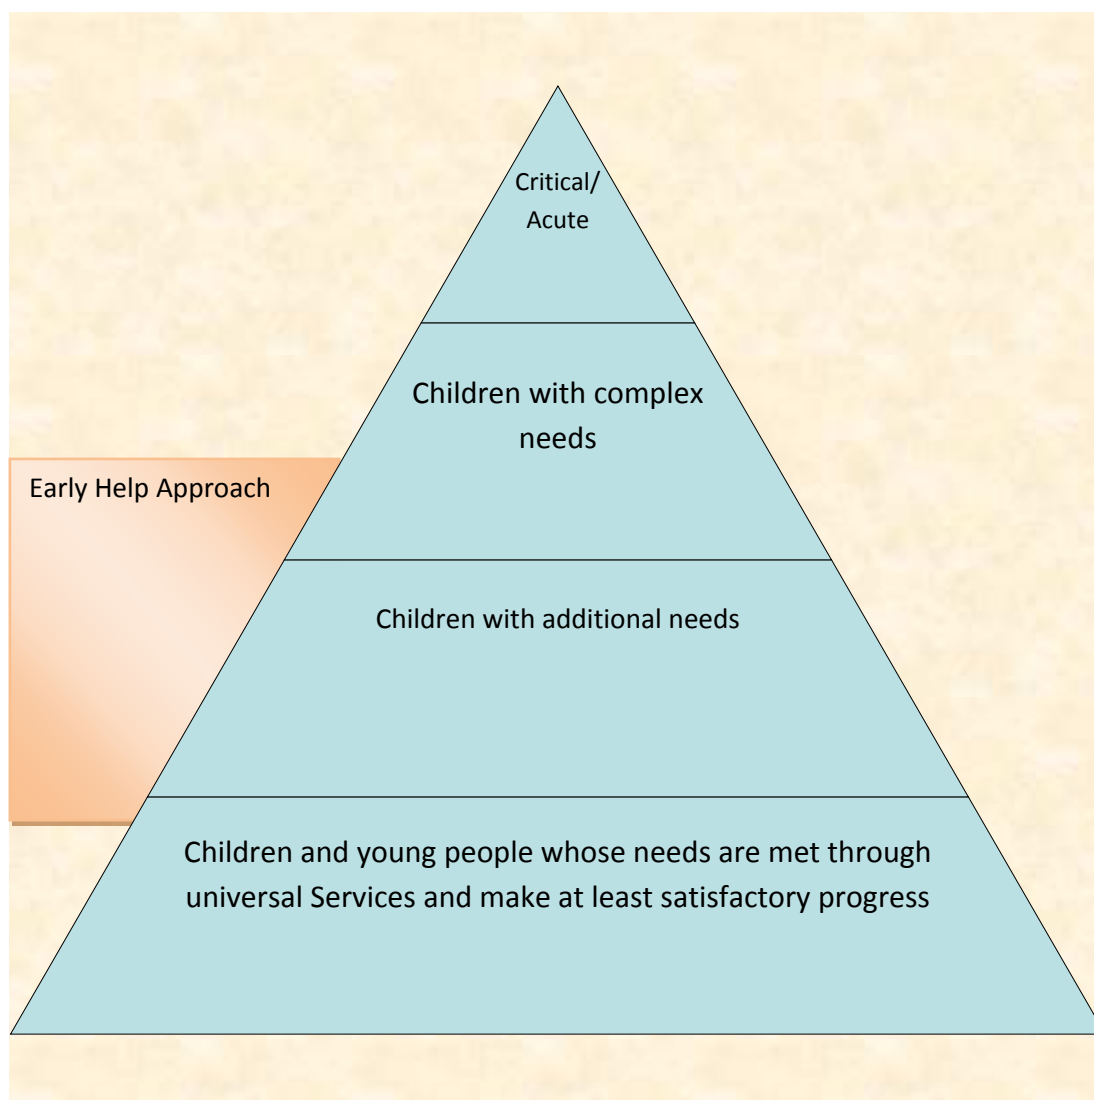 Critical/
Acute
Children with complex
needs
Early Help Approach
Children with additional needs
Children and young people whose needs are met through
universal Services and make at least satisfactory progress